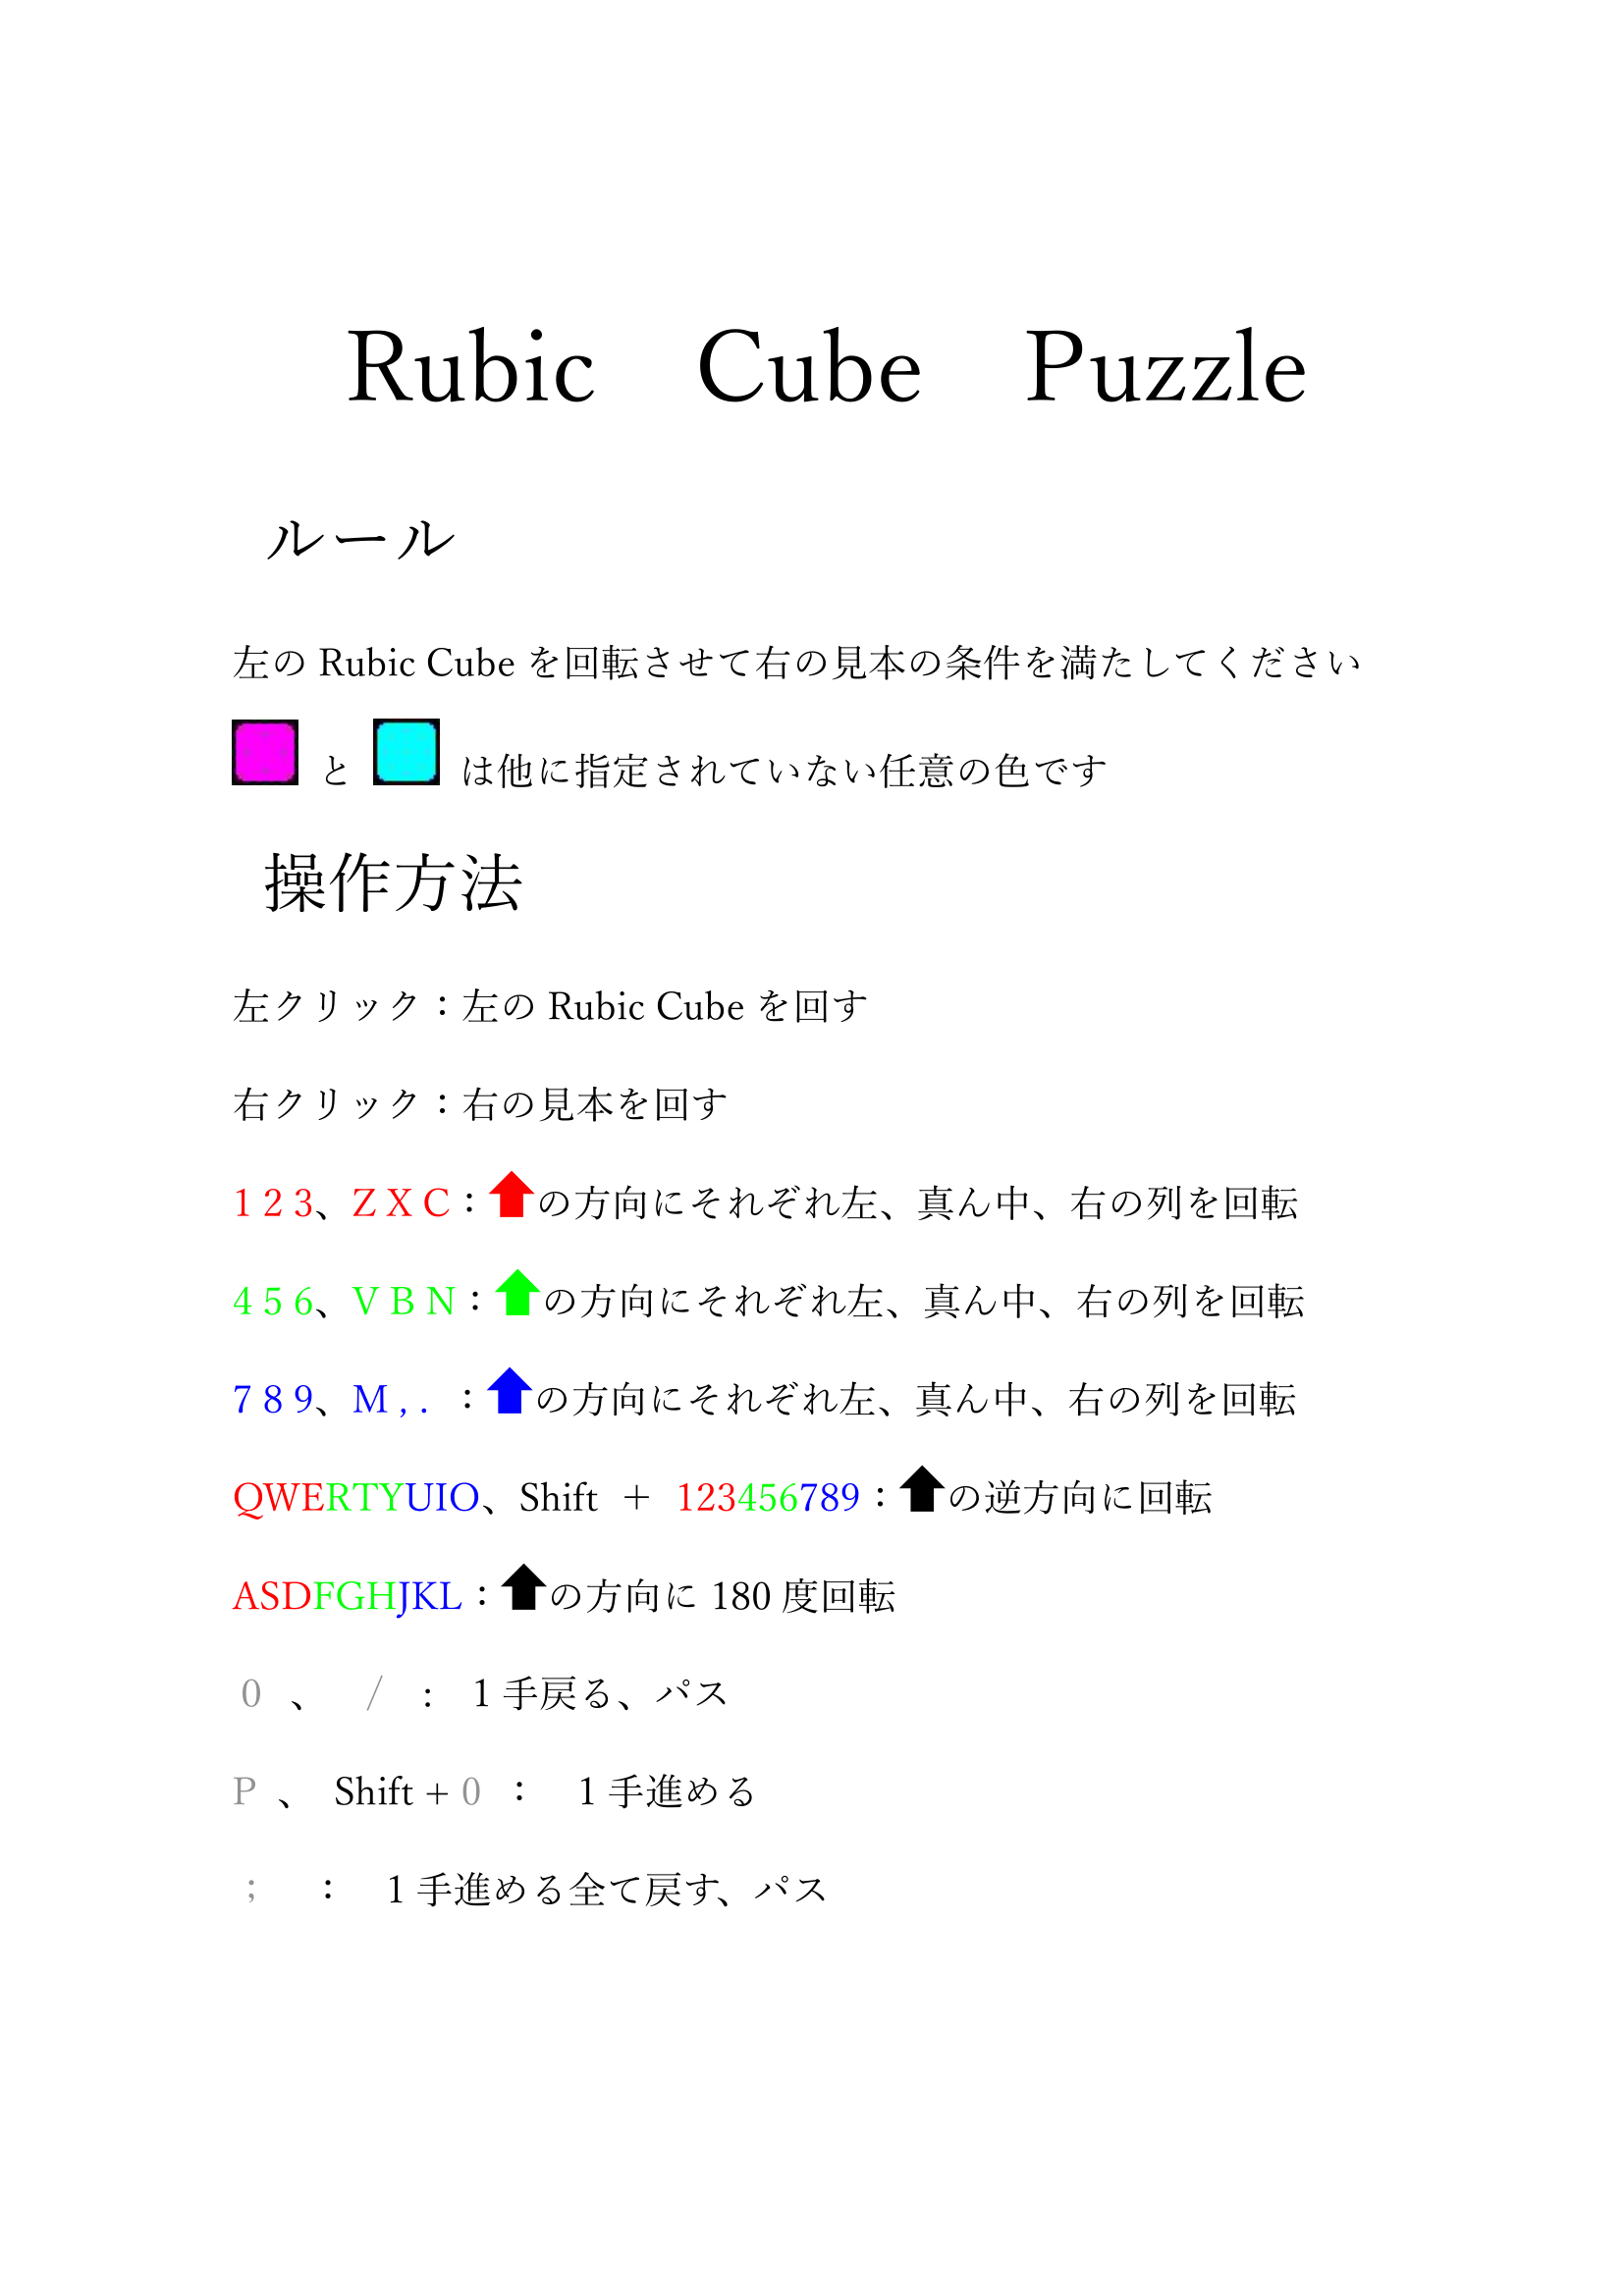 Rubic Cube Puzzle
ルール
左の Rubic Cube を回転させて右の見本の条件を満たしてください
と は他に指定されていない任意の色です
操作方法
左クリック：左の Rubic Cube を回す
右クリック：右の見本を回す
1 2 3、Z X C：の方向にそれぞれ左、真ん中、右の列を回転
4 5 6、V B N：の方向にそれぞれ左、真ん中、右の列を回転
7 8 9、M , . ：の方向にそれぞれ左、真ん中、右の列を回転
QWERTYUIO、Shift ＋ 123456789：の逆方向に回転
ASDFGHJKL：の方向に 180 度回転
0 、 / : 1 手戻る、パス
P 、 Shift + 0 ： 1 手進める
; ： 1 手進める全て戻す、パス